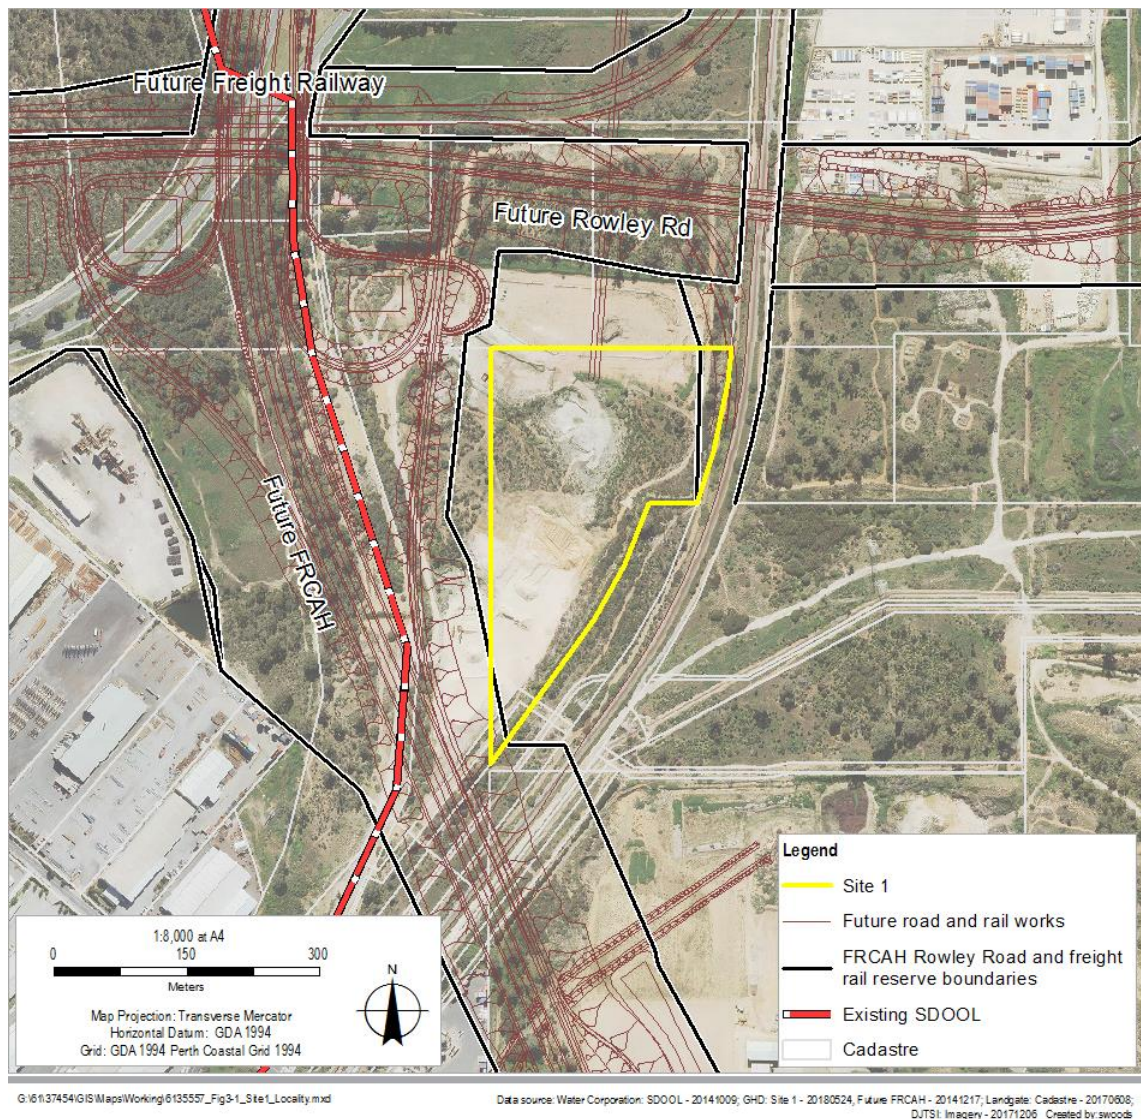 Future Freight Railway
Future Rowley Rd
Future FRCAH
Legend
Site 1
Future road and rail works
FRCAH Rowley Road and freight
rail reserve boundaries
Existing SDOOL
Cadastre
1:8,000 at A4
0 150 300
Meters
N
Map Projection: Transverse Mercator
Horizontal Datum: GDA 1994
Grid: GDA 1994 Perth Coastal Grid 1994
G:\61\37454\GIS\Maps\Working\6135557_Fig3-1_Site1_Locality.mxd
Data source: Water Corporation: SDOOL - 20141009; GHD: Site 1 - 20180524, Future FRCAH - 20141217; Landgate: Cadastre - 20170608;
DJTSI: Imagery - 20171206 Created by:swoods